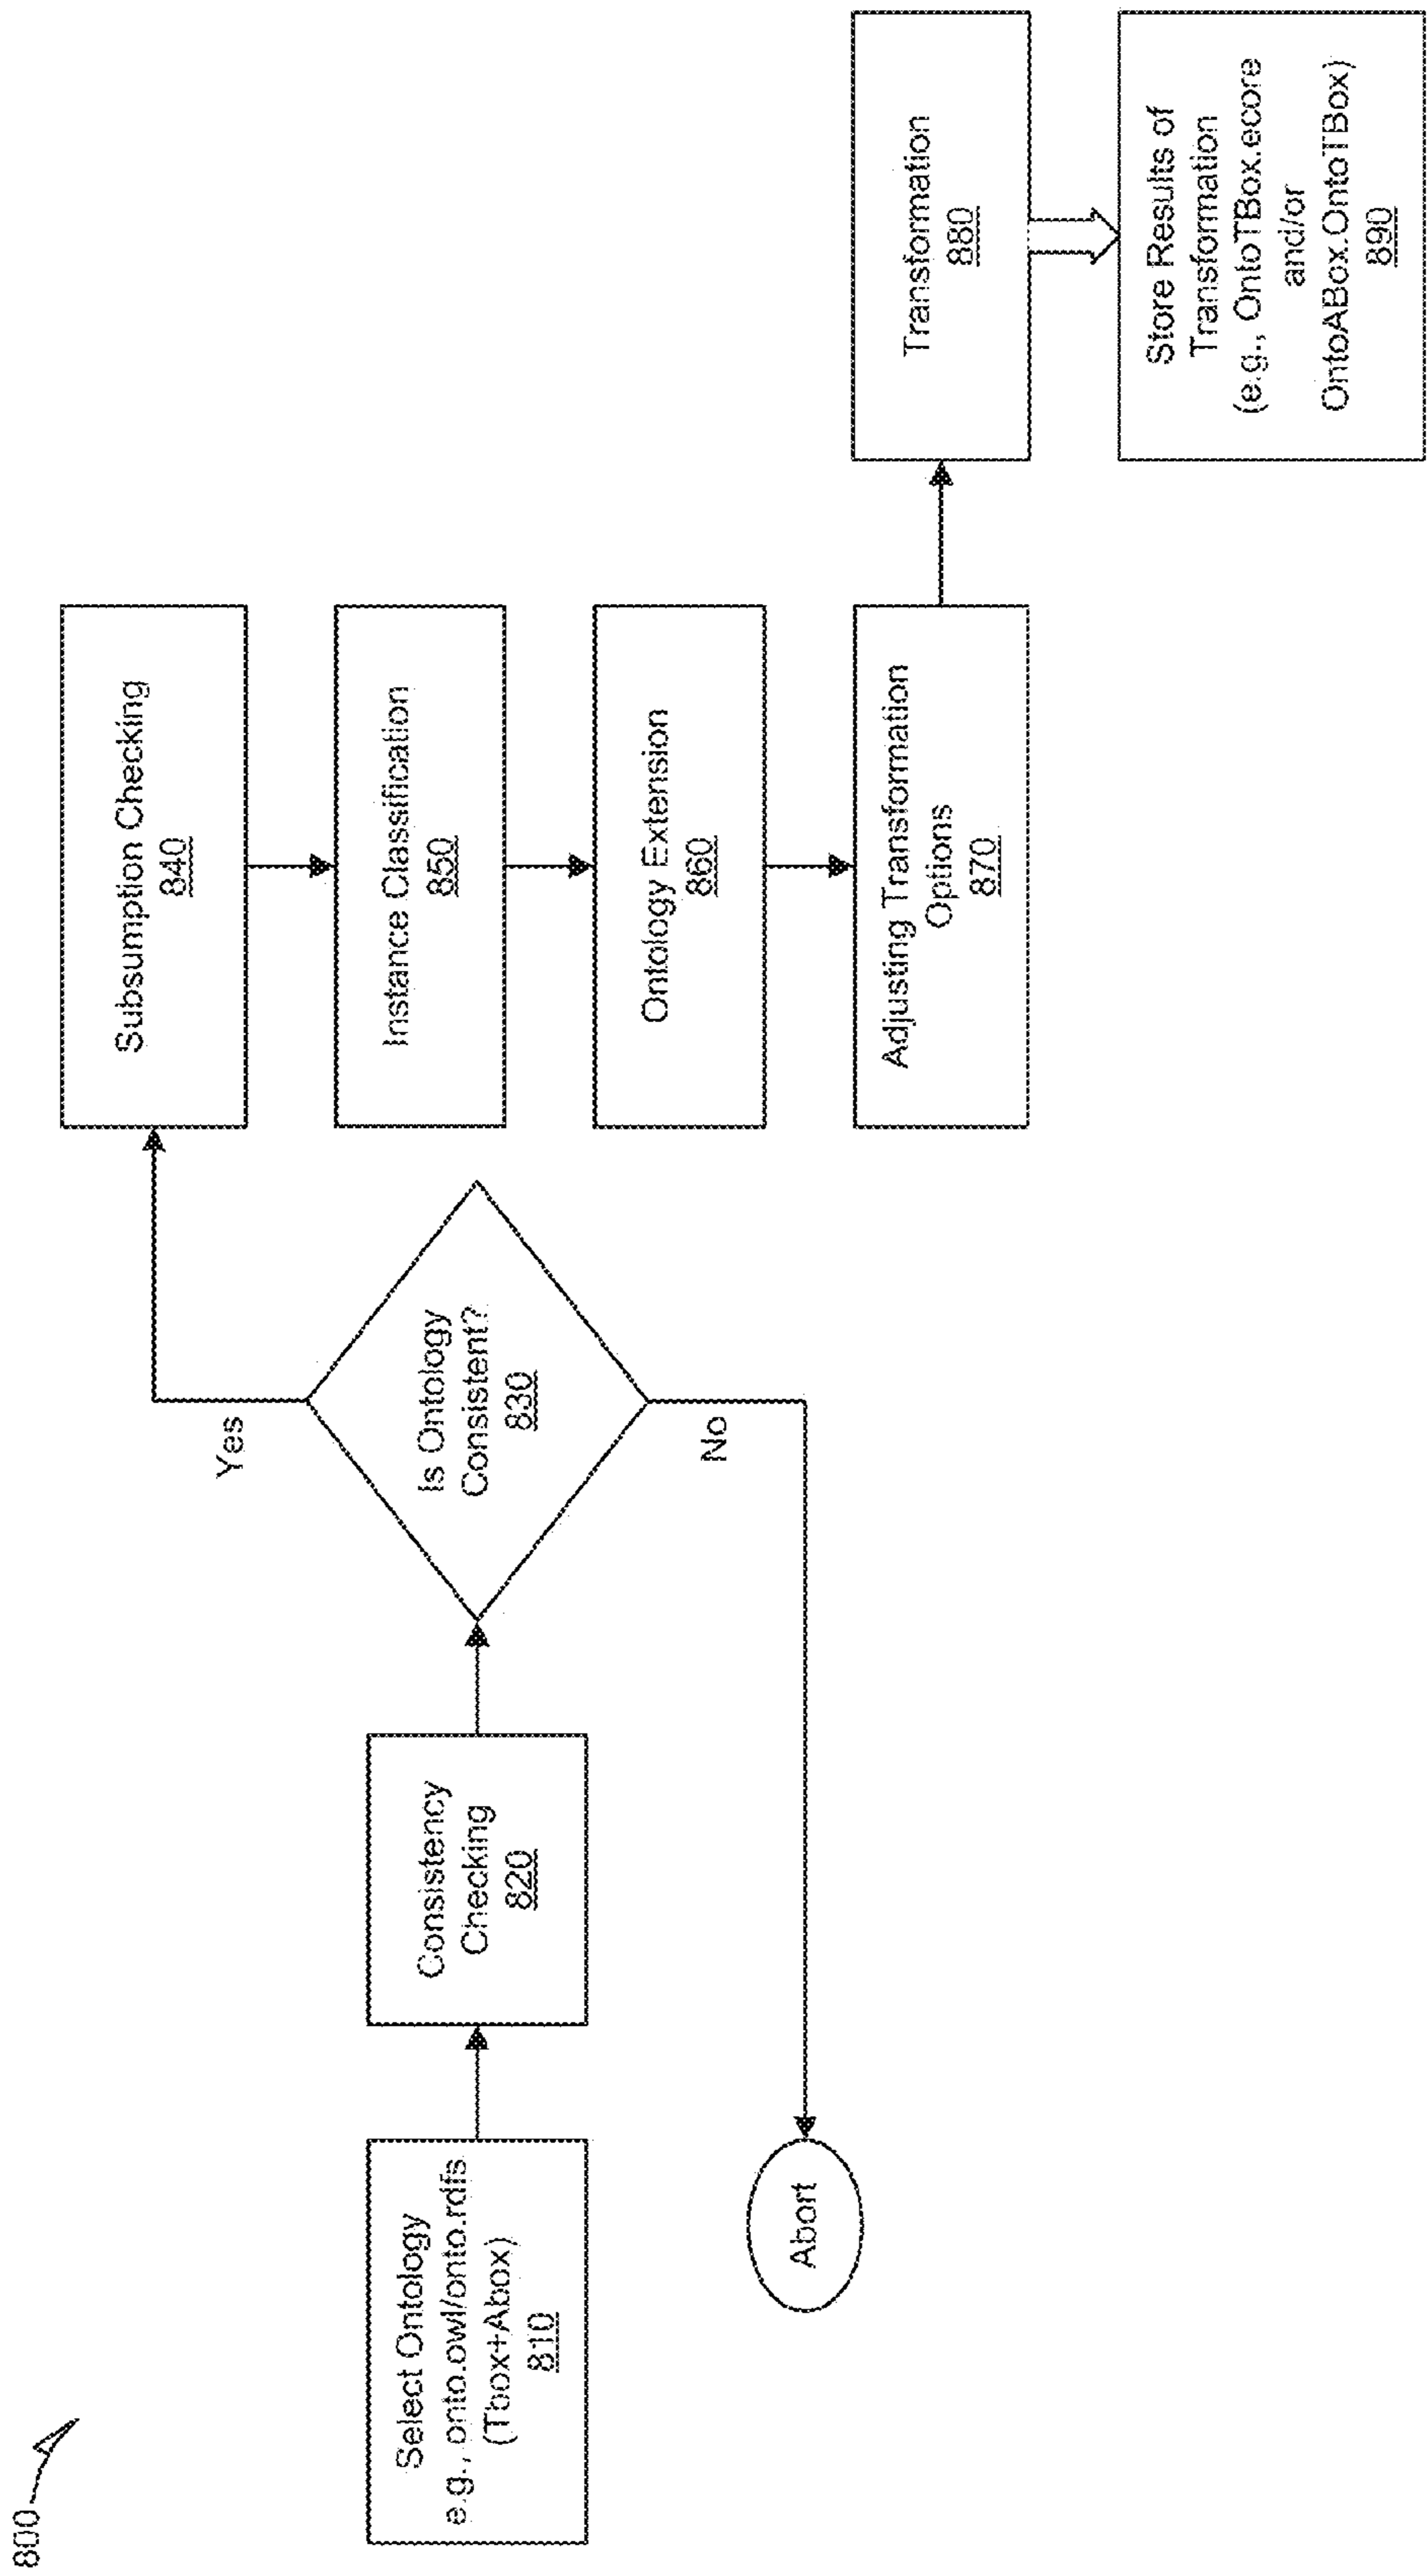 800
Select Ontology
e.g., onto.owl/onto.rdfs
(Tbox+Abox)
810
Consistency
Checking
820
Is Ontology
Consistent?
830
Yes
No
Abort
Subsumption Checking
840
Instance Classification
850
Ontology Extension
860
Adjusting Transformation
Options
870
Transformation
880
Store Results of
Transformation
(e.g., OntoTBox.ecore
and/or
OntoABox.OntoTBox)
890